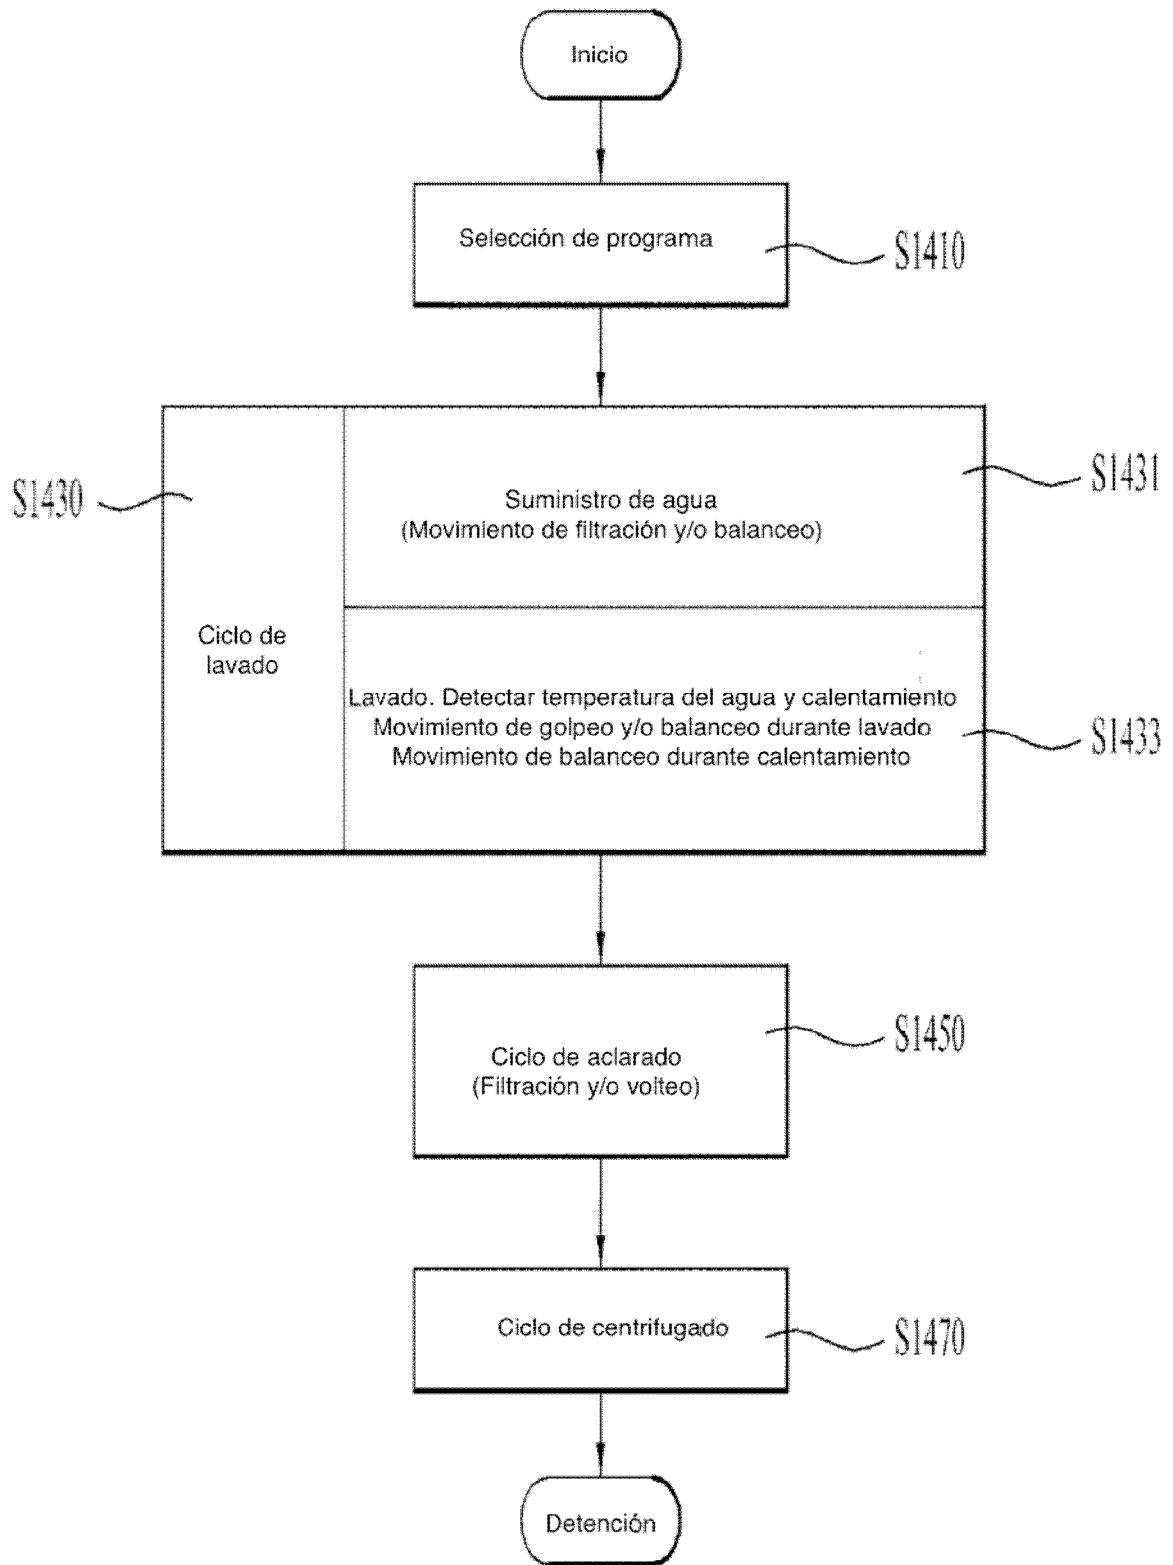 Inicio
Selección de programa
S1410
S1430
Ciclo de
lavado
Suministro de agua
(Movimiento de filtración y/o balanceo)
S1431
Lavado. Detectar temperatura del agua y calentamiento
Movimiento de golpeo y/o balanceo durante lavado
Movimiento de balanceo durante calentamiento
S1433
Ciclo de aclarado
(Filtración y/o volteo)
S1450
Ciclo de centrifugado
S1470
Detención